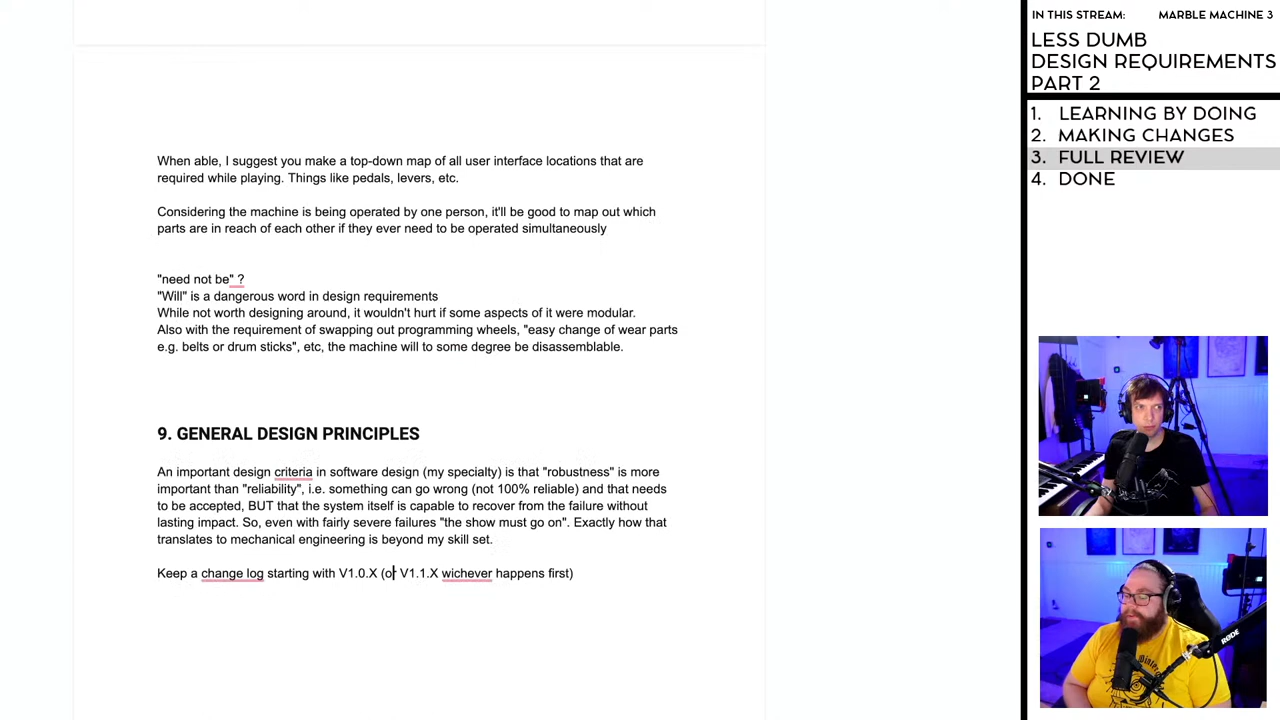 When able, I suggest you make a top-down map of all user interface locations that are
required while playing. Things like pedals, levers, etc.
Considering the machine is being operated by one person, it'll be good to map out which
parts are in reach of each other if they ever need to be operated simultaneously
"need not be" ?
"Will" is a dangerous word in design requirements
While not worth designing around, it wouldn't hurt if some aspects of it were modular.
Also with the requirement of swapping out programming wheels, "easy change of wear parts
e.g. belts or drum sticks", etc, the machine will to some degree be disassemblable.
9. GENERAL DESIGN PRINCIPLES
An important design criteria in software design (my specialty) is that "robustness" is more
important than "reliability", i.e. something can go wrong (not 100% reliable) and that needs
to be accepted, BUT that the system itself is capable to recover from the failure without
lasting impact. So, even with fairly severe failures "the show must go on". Exactly how that
translates to mechanical engineering is beyond my skill set.
Keep a change log starting with V1.0.X (or V1.1.X wichever happens first)
IN THIS STREAM: MARBLE MACHINE 3
LESS DUMB
DESIGN REQUIREMENTS
PART 2
1. LEARNING BY DOING
2. MAKING CHANGES
3. FULL REVIEW
4. DONE
RØDE